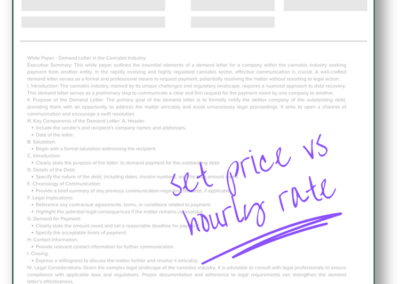 White Paper - Demand Letter in the Cannabis Industry
Executive Summary: This white paper outlines the essential elements of a demand letter for a company within the cannabis industry seeking
payment from another entity. In the rapidly evolving and highly regulated cannabis sector, effective communication is crucial. A well-crafted
demand letter serves as a formal and professional means to request payment, potentially resolving the matter without resorting to legal action.
I. Introduction: The cannabis industry, marked by its unique challenges and regulatory landscape, requires a nuanced approach to debt recovery.
This demand letter serves as a preliminary step to communicate a clear and firm request for the payment owed by one company to another.
II. Purpose of the Demand Letter: The primary goal of the demand letter is to formally notify the debtor company of the outstanding debt,
providing them with an opportunity to address the matter amicably and avoid unnecessary legal proceedings. It aims to open a channel of
communication and encourage a swift resolution.
III. Key Components of the Demand Letter: A. Header:
• Include the sender's and recipient's company names and addresses.
• Date of the letter.
B. Salutation:
• Begin with a formal salutation addressing the recipient.
C. Introduction:
• Clearly state the purpose of the letter- to demand payment for the outstanding debt.
D. Details of the Debt:
• Specify the nature of the debt, including dates, invoice numbers, amount
E. Chronology of Communication:
• Provide a brief summary of any previous communication if applicable
F. Legal Implications:
• Reference any contractual agreements, terms, or conditions related to payment.
• Highlight the potential legal consequences if the matter remains
G. Demand for Payment:
• Clearly state the amount owed and set a reasonable deadline for
• Specify the acceptable forms of payment.
H. Contact Information:
• Provide relevant contact information for further communication
I. Closing:
• Express a willingness to discuss the matter further and resolve it amicably.
IV. Legal Considerations: Given the complex legal landscape of the cannabis industry, it is advisable to consult with legal professionals to ensure
compliance with applicable laws and regulations. Proper documentation and adherence to legal requirements can strengthen the demand
letter's effectiveness.
set price vs
hourly rate